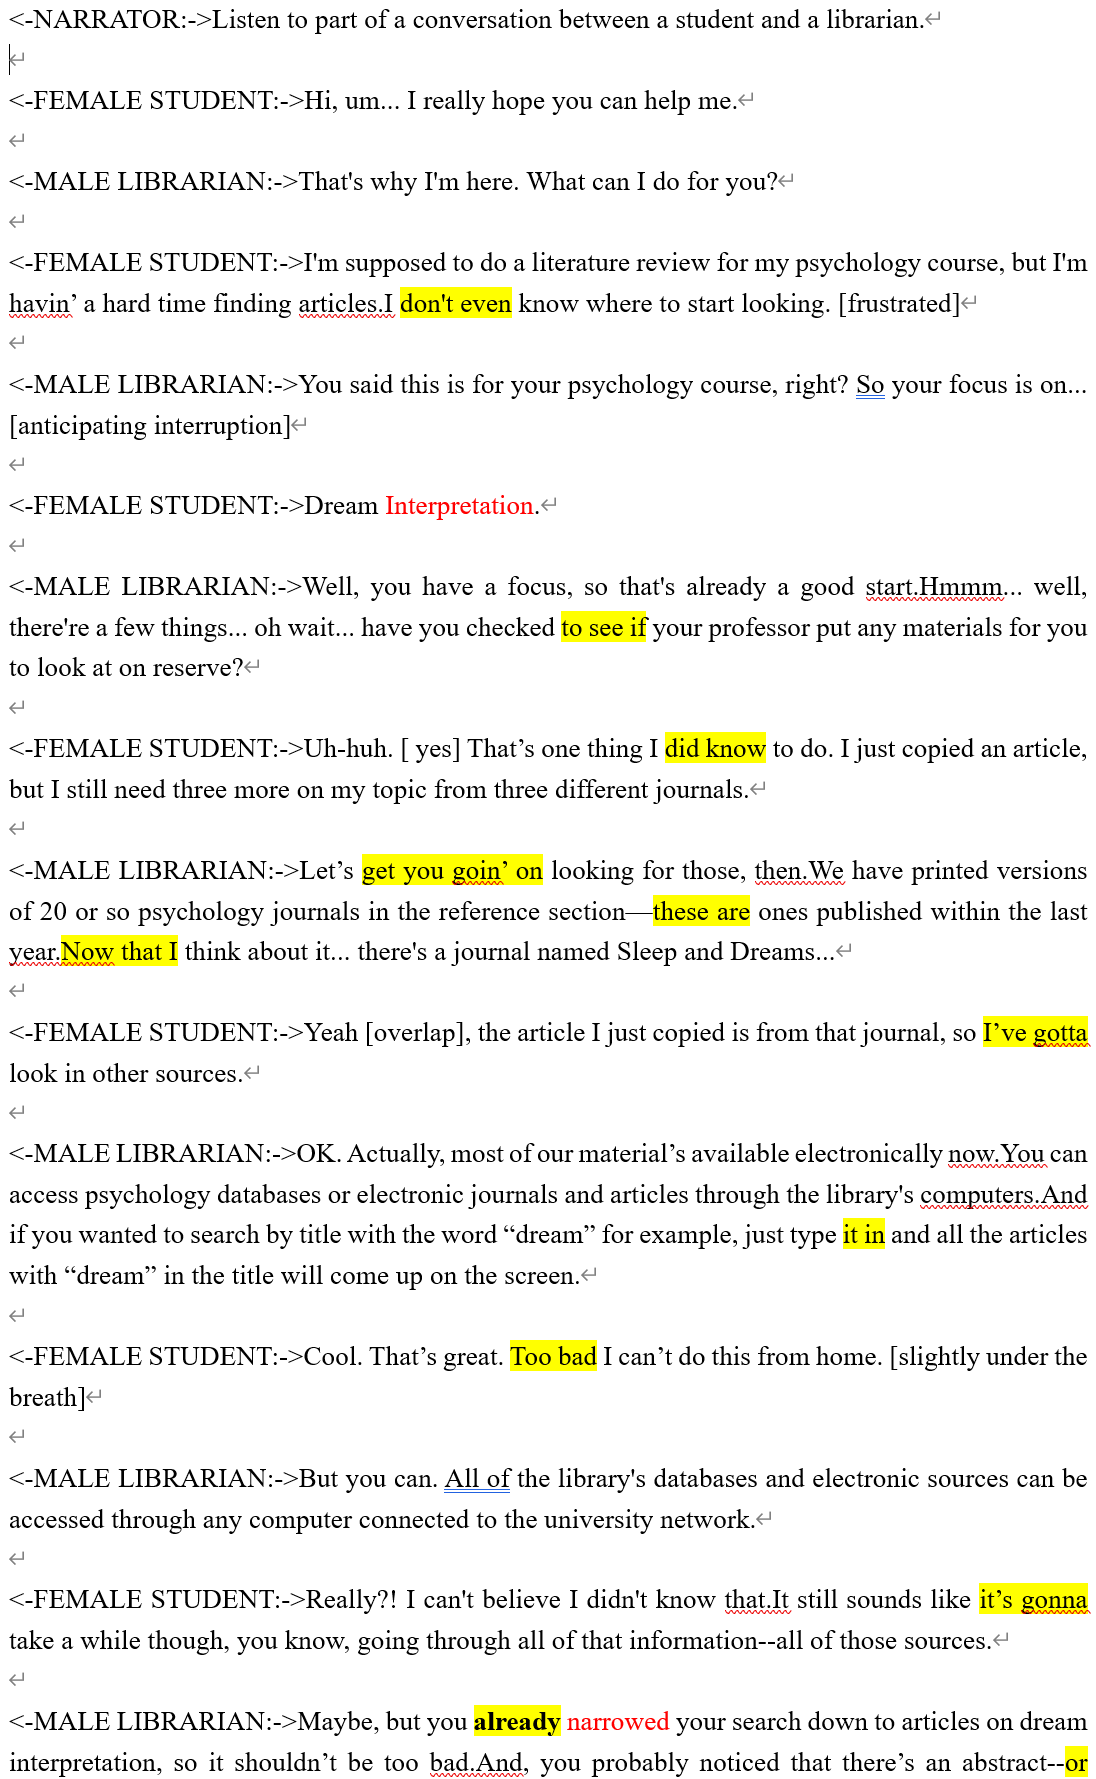 <-NARRATOR:->Listen to part of a conversation between a student and a librarian.
<-FEMALE STUDENT:->Hi, um... I really hope you can help me.
<-MALE LIBRARIAN:->That's why I'm here. What can I do for you?
<-FEMALE STUDENT:->I'm supposed to do a literature review for my psychology course, but I'm
havin’ a hard time finding articles.I don't even know where to start looking. [frustrated]
<-MALE LIBRARIAN:->You said this is for your psychology course, right? So your focus is on...
[anticipating interruption]
<-FEMALE STUDENT:->Dream Interpretation.
<-MALE LIBRARIAN:->Well, you have a focus, so that's already a good start.Hmmm... well,
there're a few things... oh wait... have you checked to see if your professor put any materials for you
to look at on reserve?
<-FEMALE STUDENT:->Uh-huh. [ yes] That’s one thing I did know to do. I just copied an article,
but I still need three more on my topic from three different journals.
<-MALE LIBRARIAN:->Let’s get you goin’ on looking for those, then.We have printed versions
of 20 or so psychology journals in the reference section—these are ones published within the last
year.Now that I think about it... there's a journal named Sleep and Dreams...
<-FEMALE STUDENT:->Yeah [overlap], the article I just copied is from that journal, so I’ve gotta
look in other sources.
<-MALE LIBRARIAN:->OK. Actually, most of our material’s available electronically now.You can
access psychology databases or electronic journals and articles through the library's computers.And
if you wanted to search by title with the word “dream” for example, just type it in and all the articles
with “dream” in the title will come up on the screen.
<-FEMALE STUDENT:->Cool. That’s great. Too bad I can’t do this from home. [slightly under the
breath]
<-MALE LIBRARIAN:->But you can. All of the library's databases and electronic sources can be
accessed through any computer connected to the university network.
<-FEMALE STUDENT:->Really?! I can't believe I didn't know that.It still sounds like it’s gonna
take a while though, you know, going through all of that information--all of those sources.
<-MALE LIBRARIAN:->Maybe, but you already narrowed your search down to articles on dream
interpretation, so it shouldn’t be too bad.And, you probably noticed that there’s an abstract--or